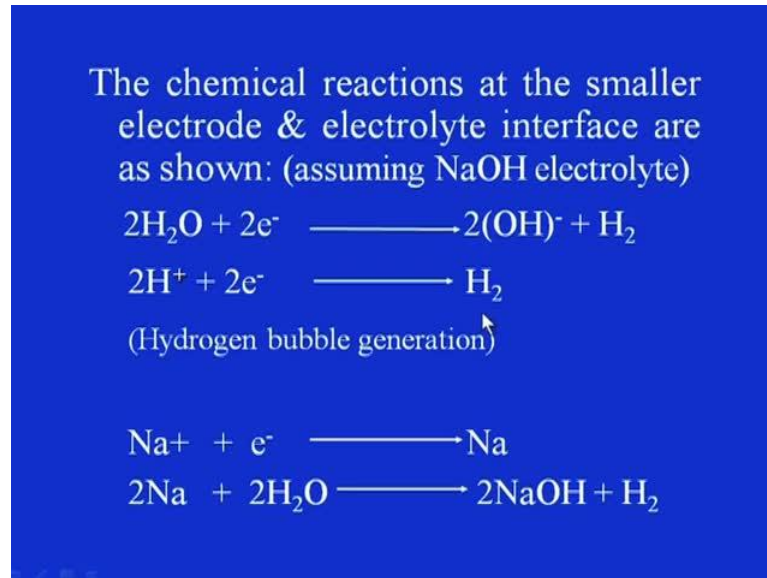 The chemical reactions at the smaller
electrode & electrolyte interface are
as shown: (assuming NaOH electrolyte)
2H₂O + 2e⁻ ⟶ 2(OH)⁻ + H₂
2H⁺ + 2e⁻ ⟶ H₂
(Hydrogen bubble generation)
Na+ + e⁻ ⟶ Na
2Na + 2H₂O ⟶ 2NaOH + H₂